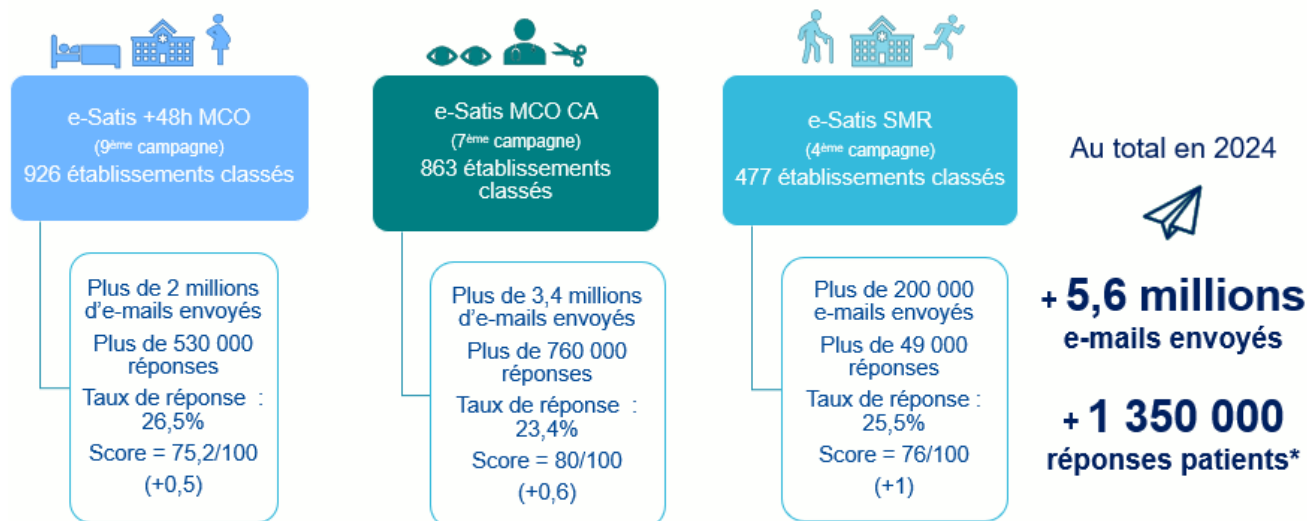 e-Satis +48h MCO
(9ème campagne)
926 établissements classés
Plus de 2 millions
d'e-mails envoyés
Plus de 530 000
réponses
Taux de réponse :
26,5%
Score = 75,2/100
(+0,5)
e-Satis MCO CA
(7ème campagne)
863 établissements
classés
Plus de 3,4 millions
d'e-mails envoyés
Plus de 760 000
réponses
Taux de réponse :
23,4%
Score = 80/100
(+0,6)
e-Satis SMR
(4ème campagne)
477 établissements classés
Plus de 200 000
e-mails envoyés
Plus de 49 000
réponses
Taux de réponse :
25,5%
Score = 76/100
(+1)
Au total en 2024
+ 5,6 millions
e-mails envoyés
+ 1 350 000
réponses patients*